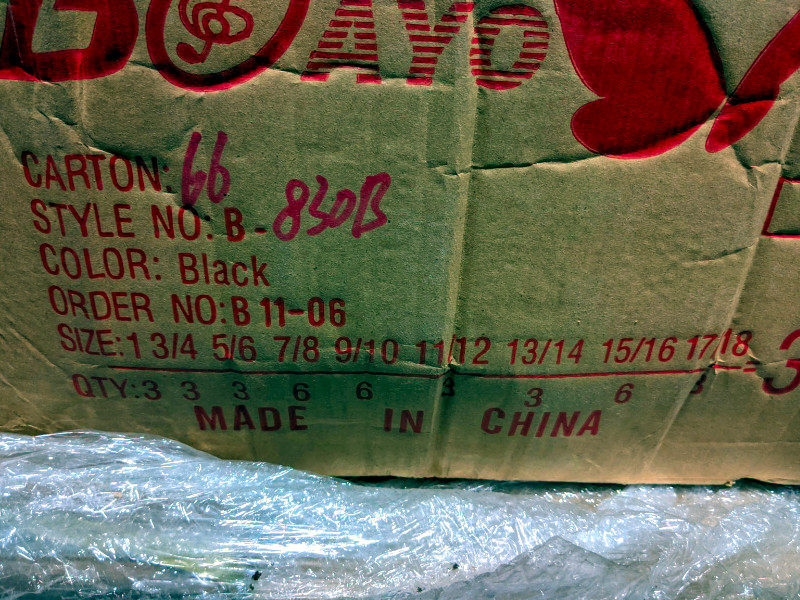 AYO
CARTON: 66
STYLE NO: B-830B
COLOR: Black
ORDER NO: B 11-06
SIZE: 1 3/4 5/6 7/8 9/10 11/12 13/14 15/16 17/18
QTY: 3 3 3 6 6 3 3 6 3 = 3
MADE IN CHINA